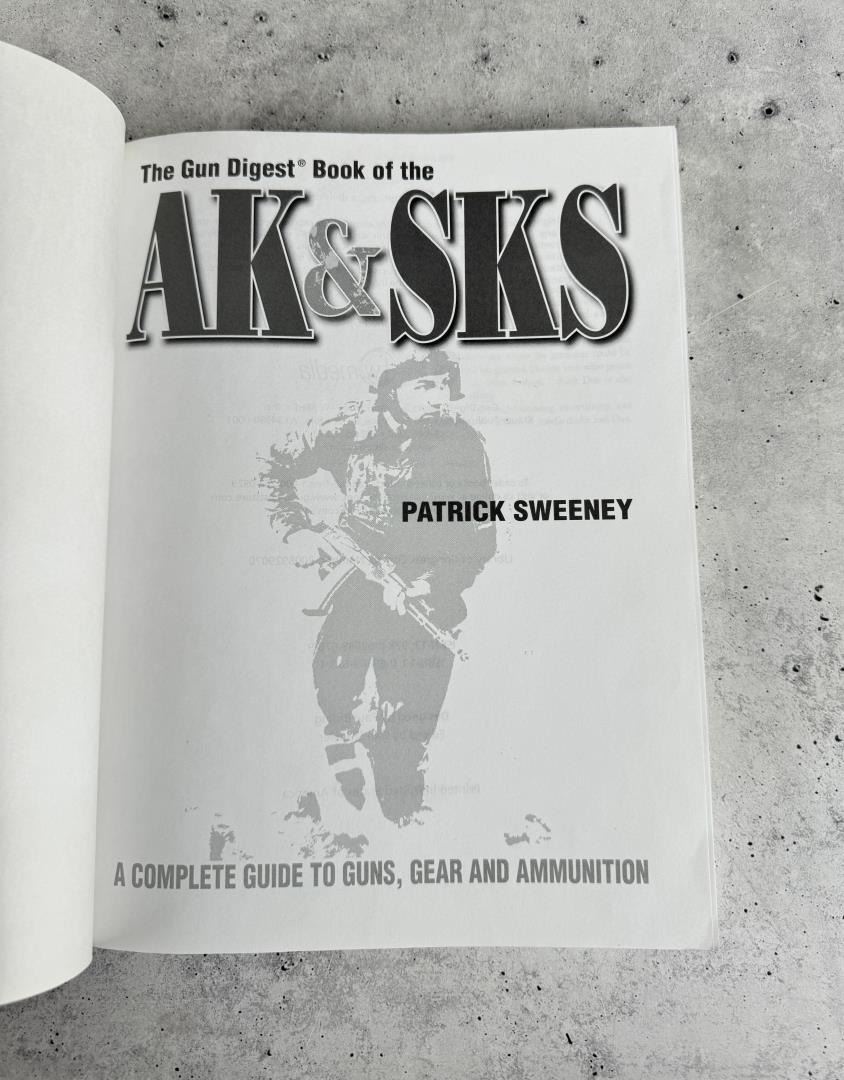 The Gun Digest® Book of the
AK&SKS
PATRICK SWEENEY
A COMPLETE GUIDE TO GUNS, GEAR AND AMMUNITION